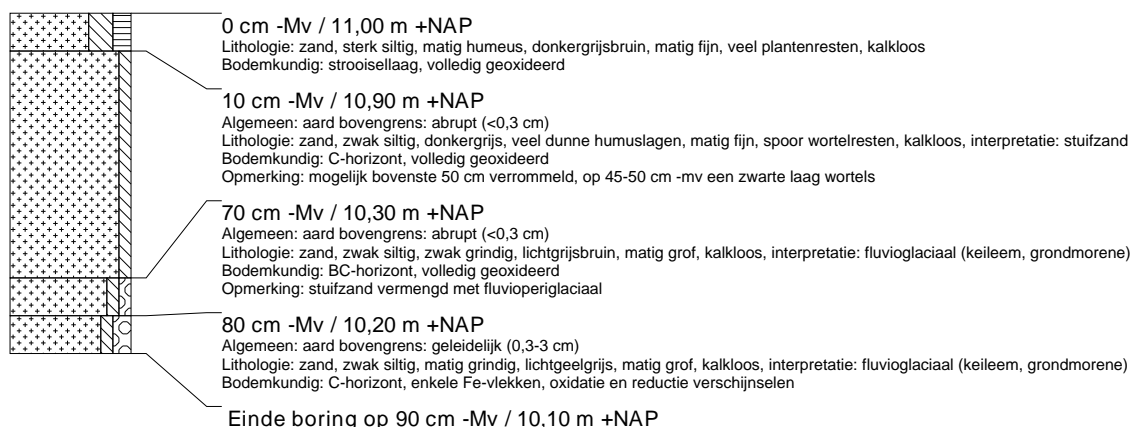 0 cm -Mv / 11,00 m +NAP
Lithologie: zand, sterk siltig, matig humeus, donkergrijsbruin, matig fijn, veel plantenresten, kalkloos
Bodemkundig: strooisellaag, volledig geoxideerd
10 cm -Mv / 10,90 m +NAP
Algemeen: aard bovengrens: abrupt (<0,3 cm)
Lithologie: zand, zwak siltig, donkergrijs, veel dunne humuslagen, matig fijn, spoor wortelresten, kalkloos, interpretatie: stuifzand
Bodemkundig: C-horizont, volledig geoxideerd
Opmerking: mogelijk bovenste 50 cm verrommeld, op 45-50 cm -mv een zwarte laag wortels
70 cm -Mv / 10,30 m +NAP
Algemeen: aard bovengrens: abrupt (<0,3 cm)
Lithologie: zand, zwak siltig, zwak grindig, lichtgrijsbruin, matig grof, kalkloos, interpretatie: fluvioglaciaal (keileem, grondmorene)
Bodemkundig: BC-horizont, volledig geoxideerd
Opmerking: stuifzand vermengd met fluvioperiglaciaal
80 cm -Mv / 10,20 m +NAP
Algemeen: aard bovengrens: geleidelijk (0,3-3 cm)
Lithologie: zand, zwak siltig, matig grindig, lichtgeelgrijs, matig grof, kalkloos, interpretatie: fluvioglaciaal (keileem, grondmorene)
Bodemkundig: C-horizont, enkele Fe-vlekken, oxidatie en reductie verschijnselen
Einde boring op 90 cm -Mv / 10,10 m +NAP